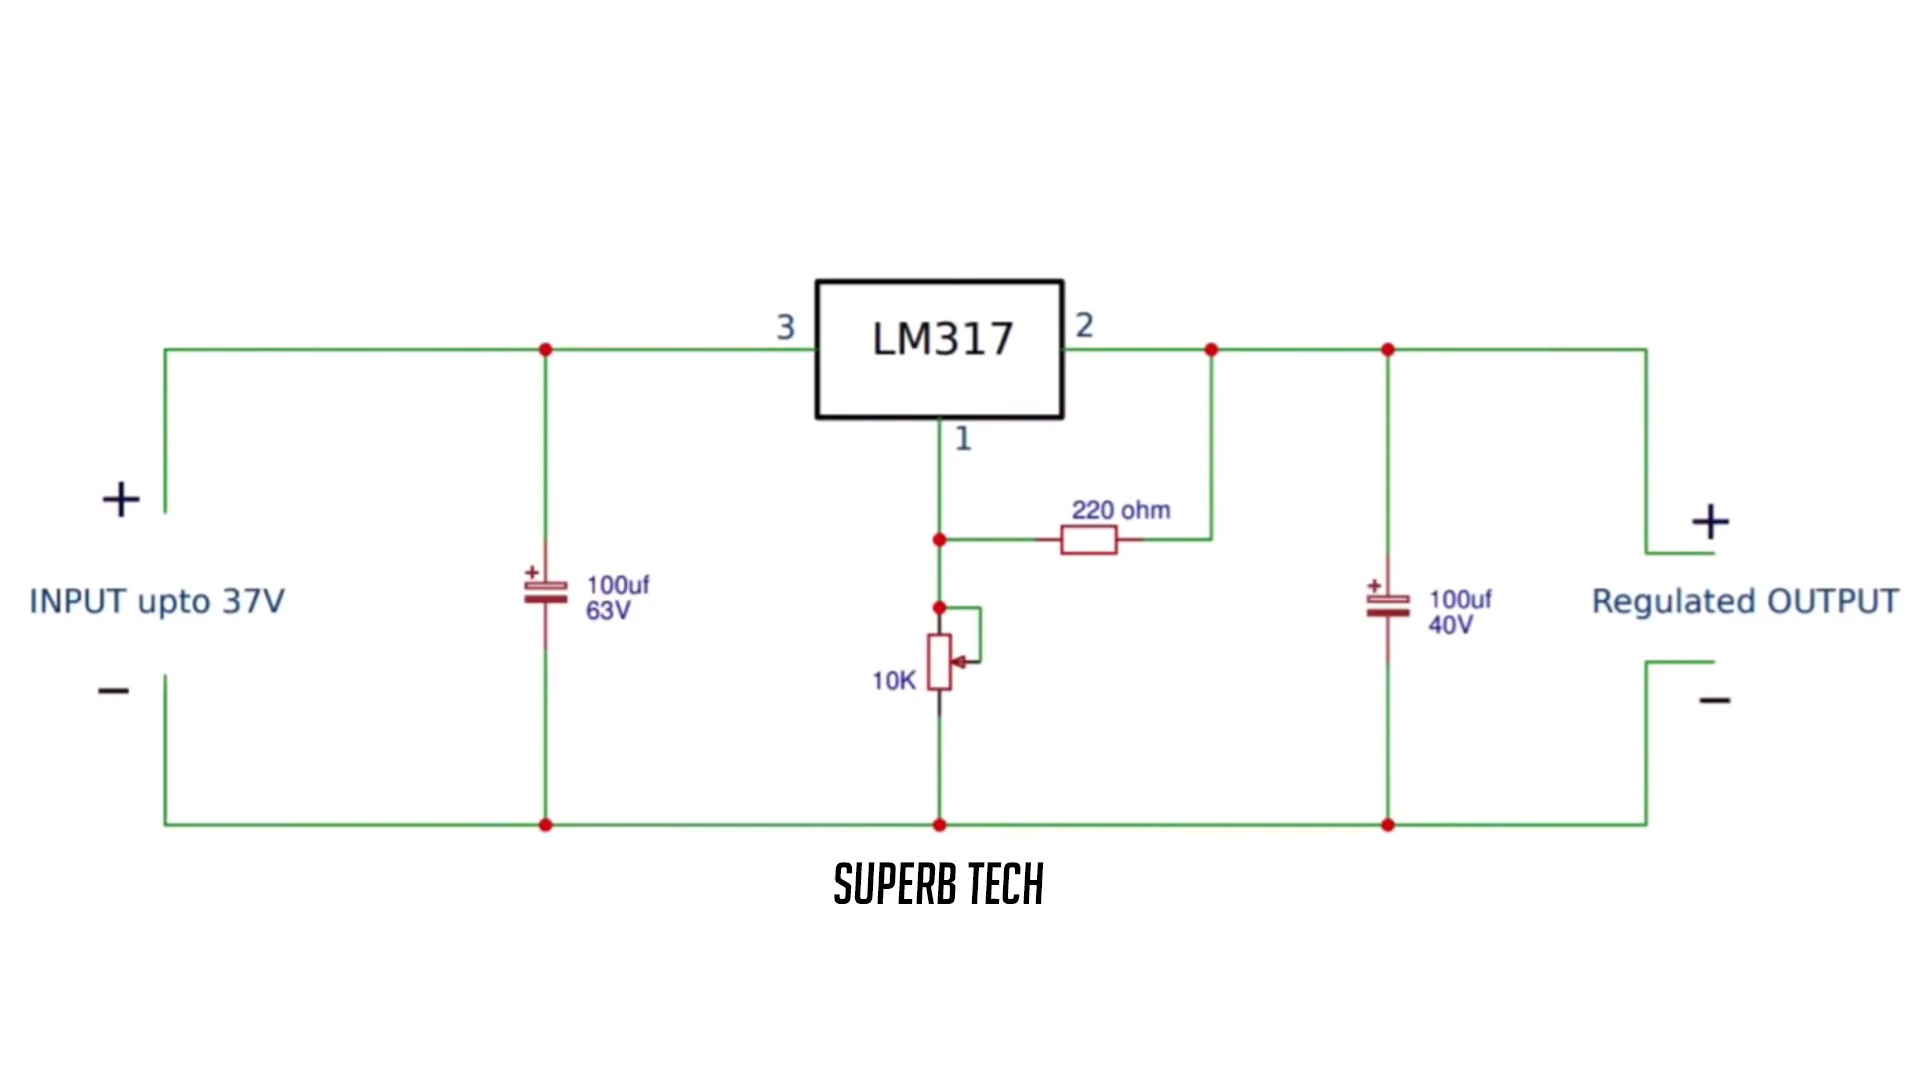 LM317
3
2
1
220 ohm
+
+
INPUT upto 37V
+
100uf
63V
+
100uf
40V
Regulated OUTPUT
10K
−
−
SUPERB TECH